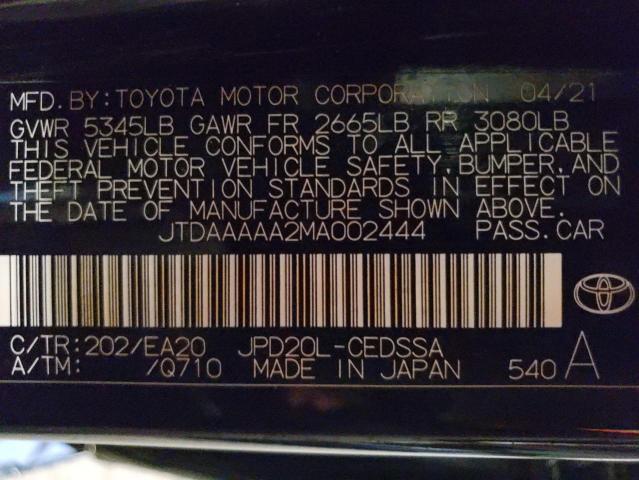 MFD. BY: TOYOTA MOTOR CORPORATION 04/21
GVWR 5345LB GAWR FR 2665LB RR 3080LB
THIS VEHICLE CONFORMS TO ALL APPLICABLE
FEDERAL MOTOR VEHICLE SAFETY, BUMPER, AND
THEFT PREVENTION STANDARDS IN EFFECT ON
THE DATE OF MANUFACTURE SHOWN ABOVE.
JTDAAAAA2MA002444 PASS. CAR
C/TR: 202/EA20 JPD20L-CEDSSA
A/TM: /Q710 MADE IN JAPAN 540 A